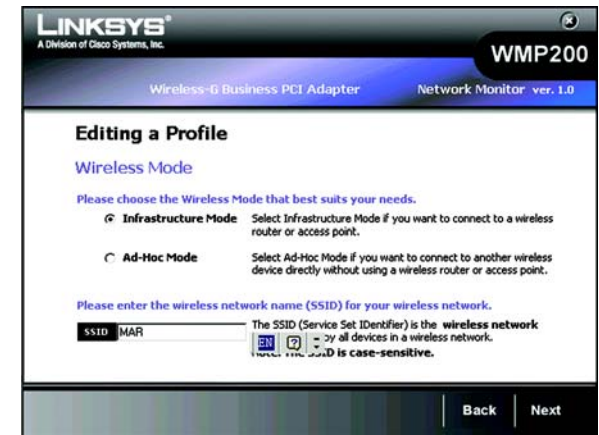 LINKSYS®
A Division of Cisco Systems, Inc.
WMP200
Wireless-G Business PCI Adapter
Network Monitor ver. 1.0
Editing a Profile
Wireless Mode
Please choose the Wireless Mode that best suits your needs.
Infrastructure Mode Select Infrastructure Mode if you want to connect to a wireless
router or access point.
Ad-Hoc Mode Select Ad-Hoc Mode if you want to connect to another wireless
device directly without using a wireless router or access point.
Please enter the wireless network name (SSID) for your wireless network.
SSID MAR The SSID (Service Set IDentifier) is the wireless network
EN by all devices in a wireless network.
is case-sensitive.
Back Next